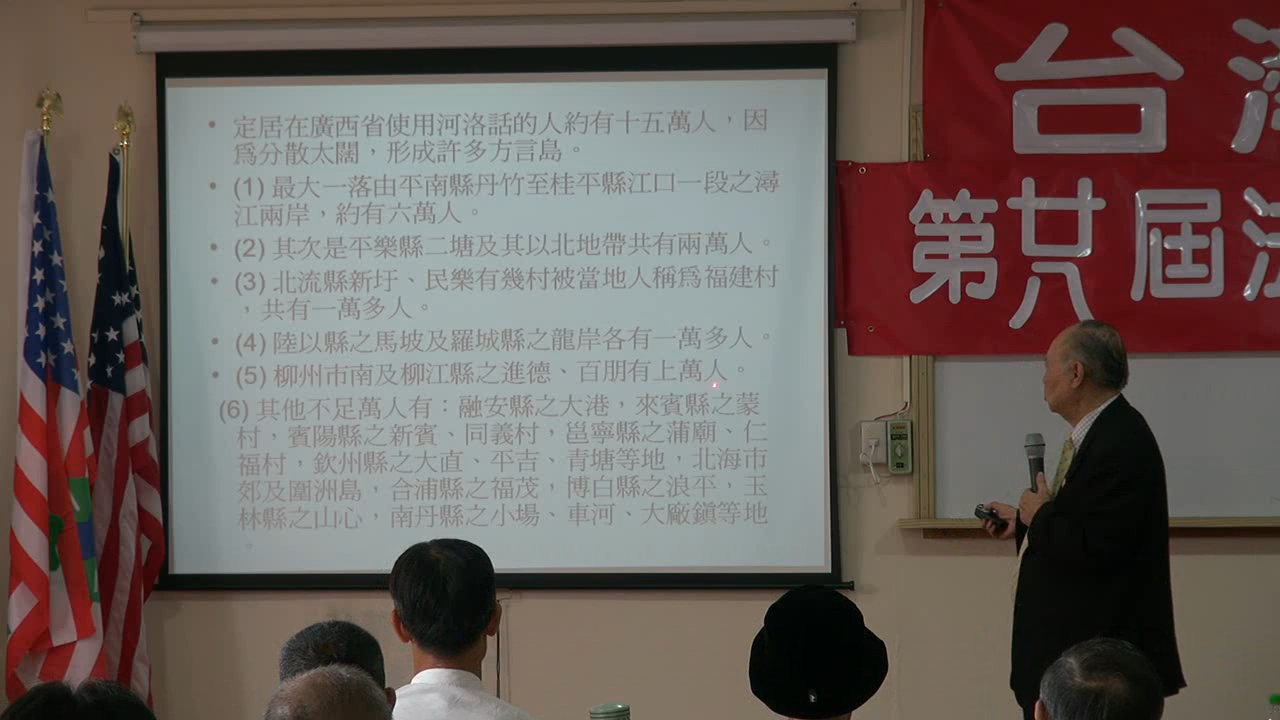 • 定居在廣西省使用河洛話的人約有十五萬人，因
為分散太闊，形成許多方言島。
• (1) 最大一落由平南縣丹竹至桂平縣江口一段之潯
江兩岸，約有六萬人。
• (2) 其次是平樂縣二塘及其以北地帶共有兩萬人。
• (3) 北流縣新圩、民樂有幾村被當地人稱為福建村
，共有一萬多人。
• (4) 陸以縣之馬坡及羅城縣之龍岸各有一萬多人。
• (5) 柳州市南及柳江縣之進德、百朋有上萬人。
(6) 其他不足萬人有：融安縣之大港，來賓縣之蒙
村，賓陽縣之新賓、同義村，邕寧縣之蒲廟、仁
福村，欽州縣之大直、平吉、青塘等地，北海市
郊及圍洲島，合浦縣之福茂，博白縣之浪平，玉
林縣之山心，南丹縣之小場、車河、大廠鎮等地
。
台
第廿八屆